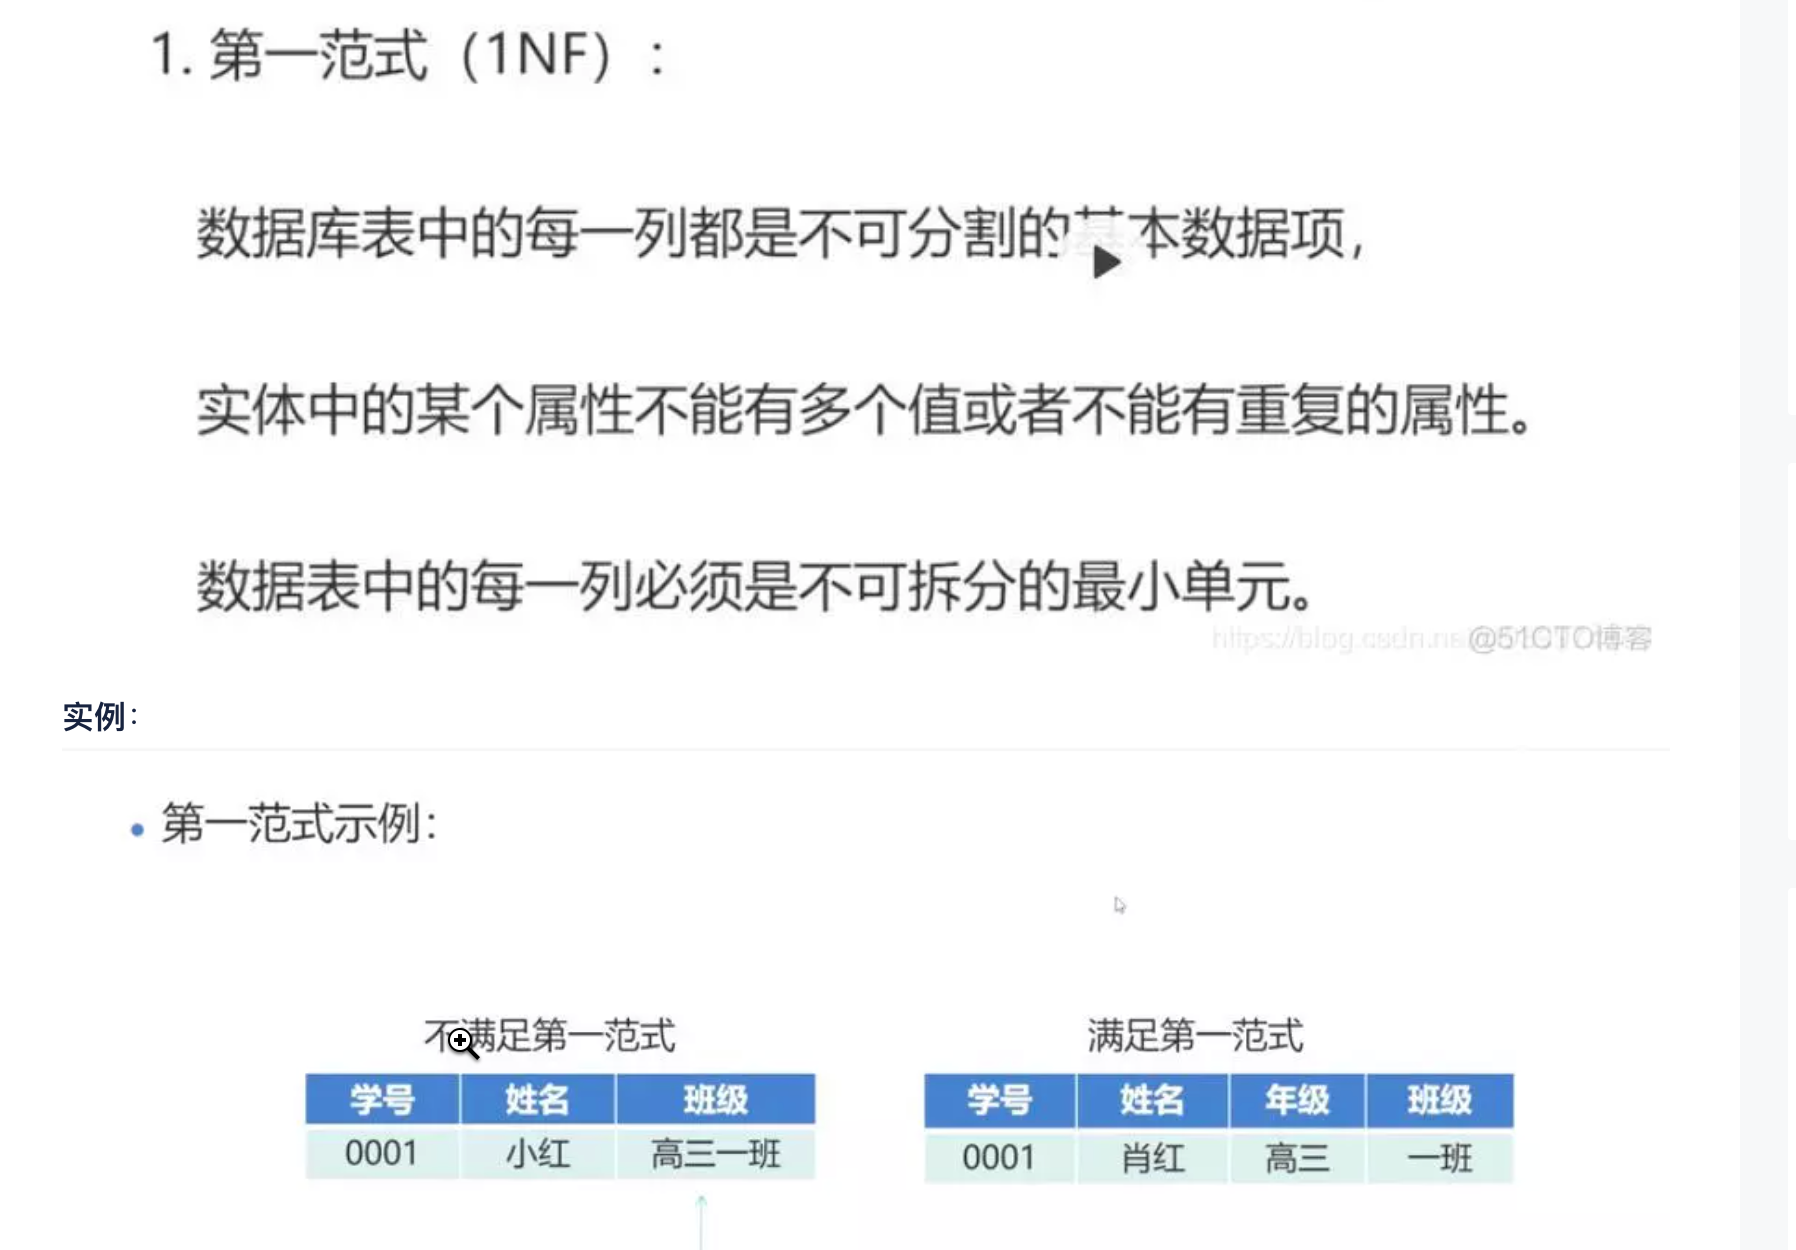 1. 第一范式（1NF）：
数据库表中的每一列都是不可分割的基本数据项，
实体中的某个属性不能有多个值或者不能有重复的属性。
数据表中的每一列必须是不可拆分的最小单元。
https://blog.csdn.ne @51CTO博客
实例：
• 第一范式示例：
不满足第一范式 满足第一范式
学号 姓名 班级 学号 姓名 年级 班级
0001 小红 高三一班 0001 肖红 高三 一班